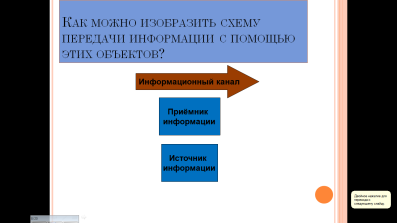 Как можно изобразить схему
передачи информации с помощью
этих объектов?
Информационный канал
Приёмник
информации
Источник
информации